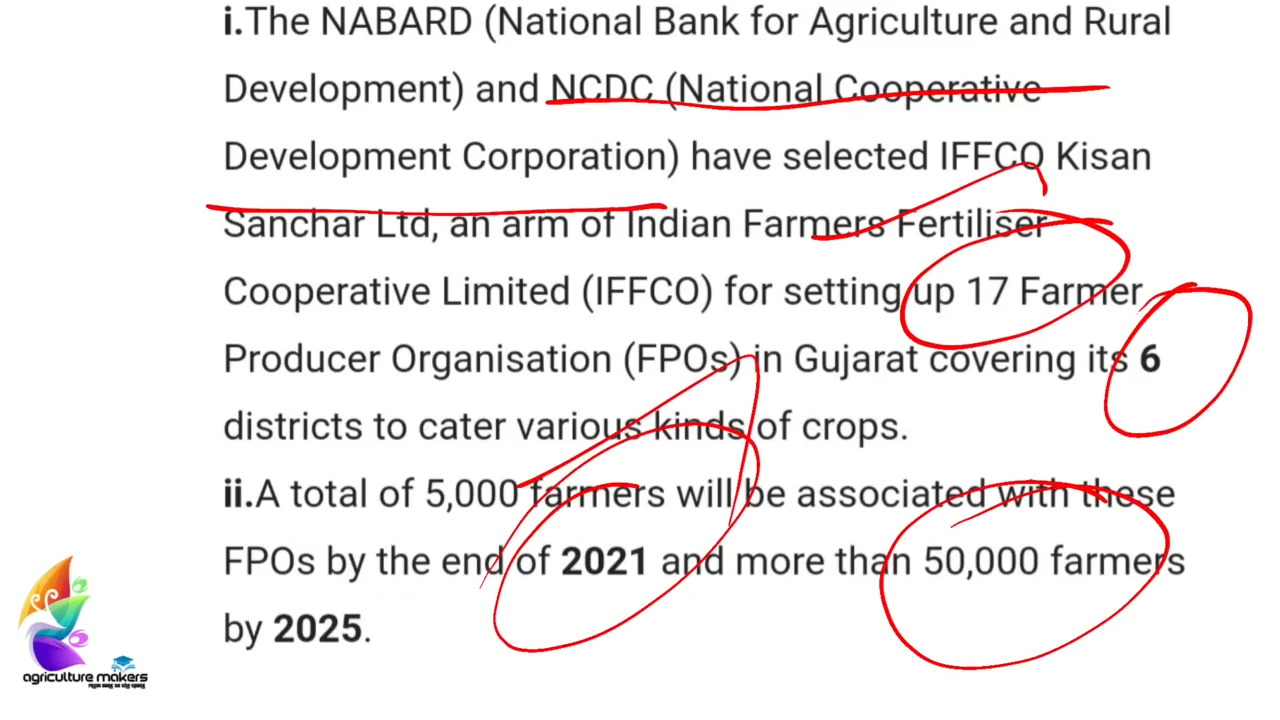 i.The NABARD (National Bank for Agriculture and Rural
Development) and NCDC (National Cooperative
Development Corporation) have selected IFFCO Kisan
Sanchar Ltd, an arm of Indian Farmers Fertiliser
Cooperative Limited (IFFCO) for setting up 17 Farmer
Producer Organisation (FPOs) in Gujarat covering its 6
districts to cater various kinds of crops.
ii.A total of 5,000 farmers will be associated with these
FPOs by the end of 2021 and more than 50,000 farmers
by 2025.
agriculture makers